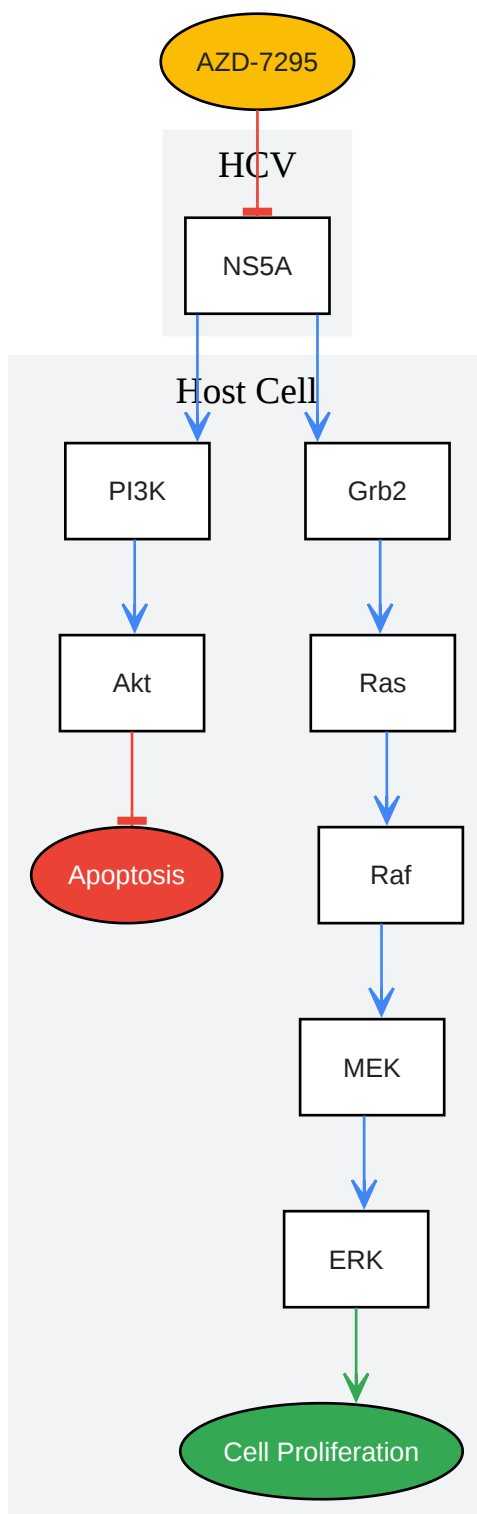 AZD-7295
HCV
NS5A
Host Cell
PI3K
Grb2
Akt
Ras
Apoptosis
Raf
MEK
ERK
Cell Proliferation